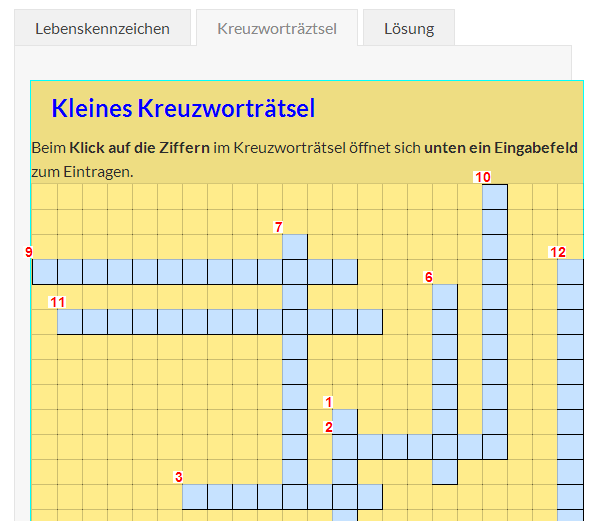 Lebenskennzeichen
Kreuzworträztsel
Lösung
Kleines Kreuzworträtsel
Beim Klick auf die Ziffern im Kreuzworträtsel öffnet sich unten ein Eingabefeld
zum Eintragen.
10
7
9
12
6
11
1
2
3